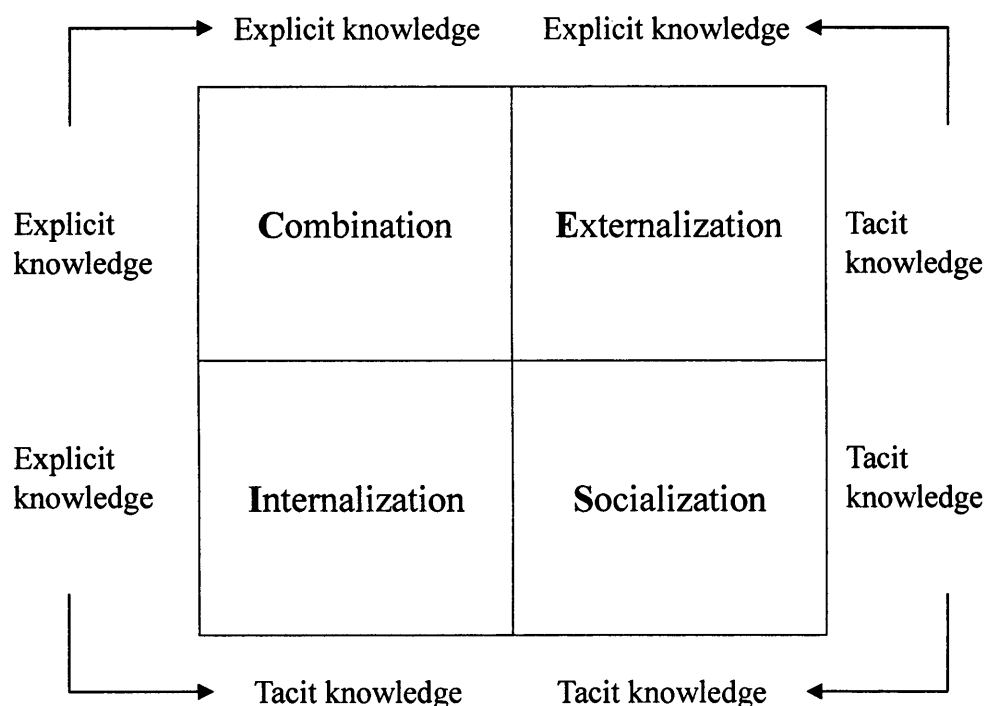 Explicit knowledge Explicit knowledge
Combination Externalization
Explicit
knowledge
Tacit
knowledge
Internalization Socialization
Explicit
knowledge
Tacit
knowledge
Tacit knowledge Tacit knowledge